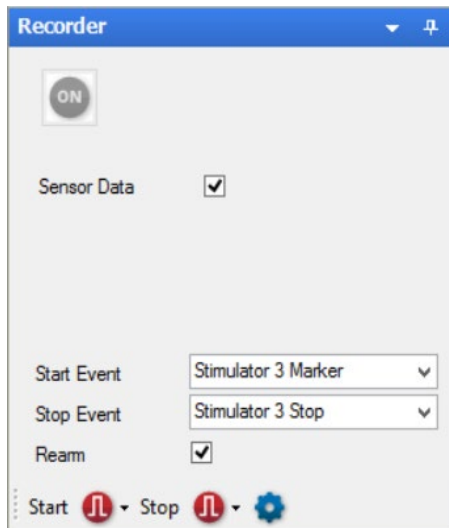 Recorder
ON
Sensor Data
Start Event Stimulator 3 Marker
Stop Event Stimulator 3 Stop
Rearm
Start Stop